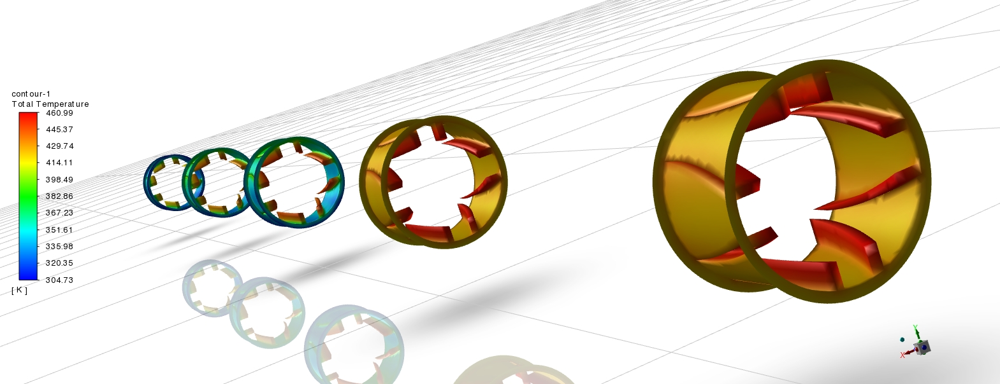 contour-1
Total Temperature
460.99
445.37
429.74
414.11
398.49
382.86
367.23
351.61
335.98
320.35
304.73
[ K ]
Y
X